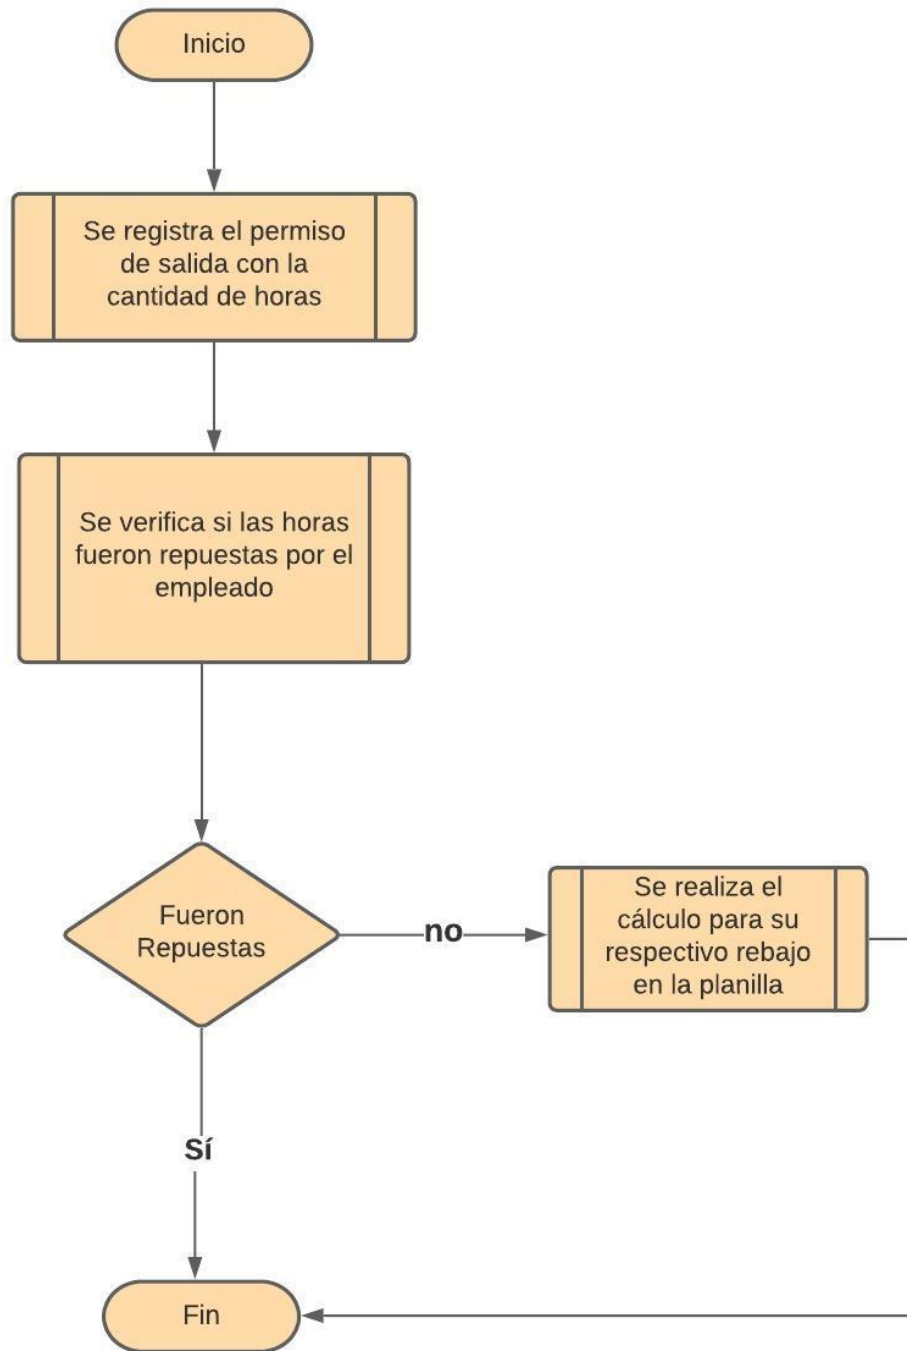 Inicio
Se registra el permiso
de salida con la
cantidad de horas
Se verifica si las horas
fueron repuestas por el
empleado
Fueron
Repuestas
no
Se realiza el
cálculo para su
respectivo rebajo
en la planilla
Sí
Fin